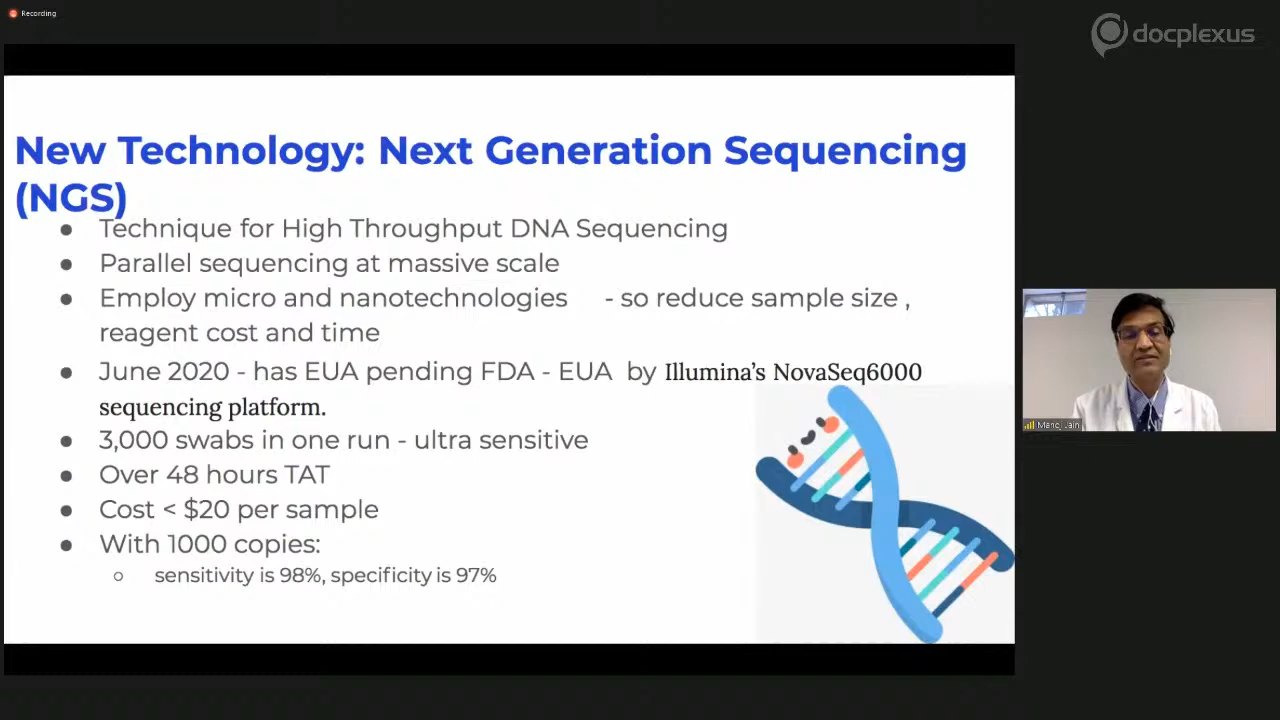 Recording
docplexus
New Technology: Next Generation Sequencing
(NGS)
● Technique for High Throughput DNA Sequencing
● Parallel sequencing at massive scale
● Employ micro and nanotechnologies - so reduce sample size ,
reagent cost and time
● June 2020 - has EUA pending FDA - EUA by Illumina’s NovaSeq6000
sequencing platform.
● 3,000 swabs in one run - ultra sensitive
● Over 48 hours TAT
● Cost < $20 per sample
● With 1000 copies:
○ sensitivity is 98%, specificity is 97%
Manoj Jain